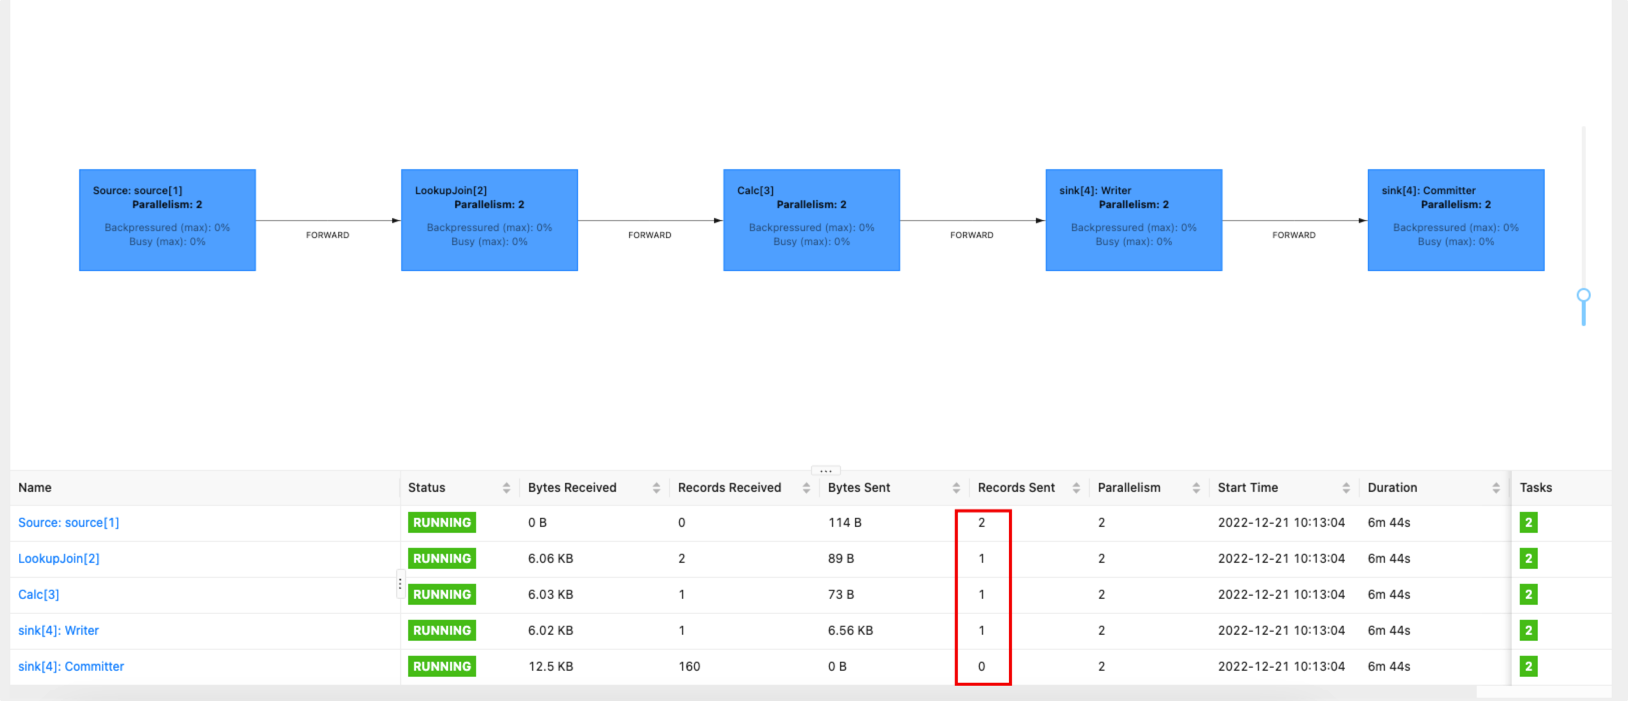 Source: source[1]
Parallelism: 2
Backpressured (max): 0%
Busy (max): 0%
FORWARD
LookupJoin[2]
Parallelism: 2
Backpressured (max): 0%
Busy (max): 0%
FORWARD
Calc[3]
Parallelism: 2
Backpressured (max): 0%
Busy (max): 0%
FORWARD
sink[4]: Writer
Parallelism: 2
Backpressured (max): 0%
Busy (max): 0%
FORWARD
sink[4]: Committer
Parallelism: 2
Backpressured (max): 0%
Busy (max): 0%
Name Status Bytes Received Records Received Bytes Sent Records Sent Parallelism Start Time Duration Tasks
Source: source[1] RUNNING 0 B 0 114 B 2 2 2022-12-21 10:13:04 6m 44s 2
LookupJoin[2] RUNNING 6.06 KB 2 89 B 1 2 2022-12-21 10:13:04 6m 44s 2
Calc[3] RUNNING 6.03 KB 1 73 B 1 2 2022-12-21 10:13:04 6m 44s 2
sink[4]: Writer RUNNING 6.02 KB 1 6.56 KB 1 2 2022-12-21 10:13:04 6m 44s 2
sink[4]: Committer RUNNING 12.5 KB 160 0 B 0 2 2022-12-21 10:13:04 6m 44s 2